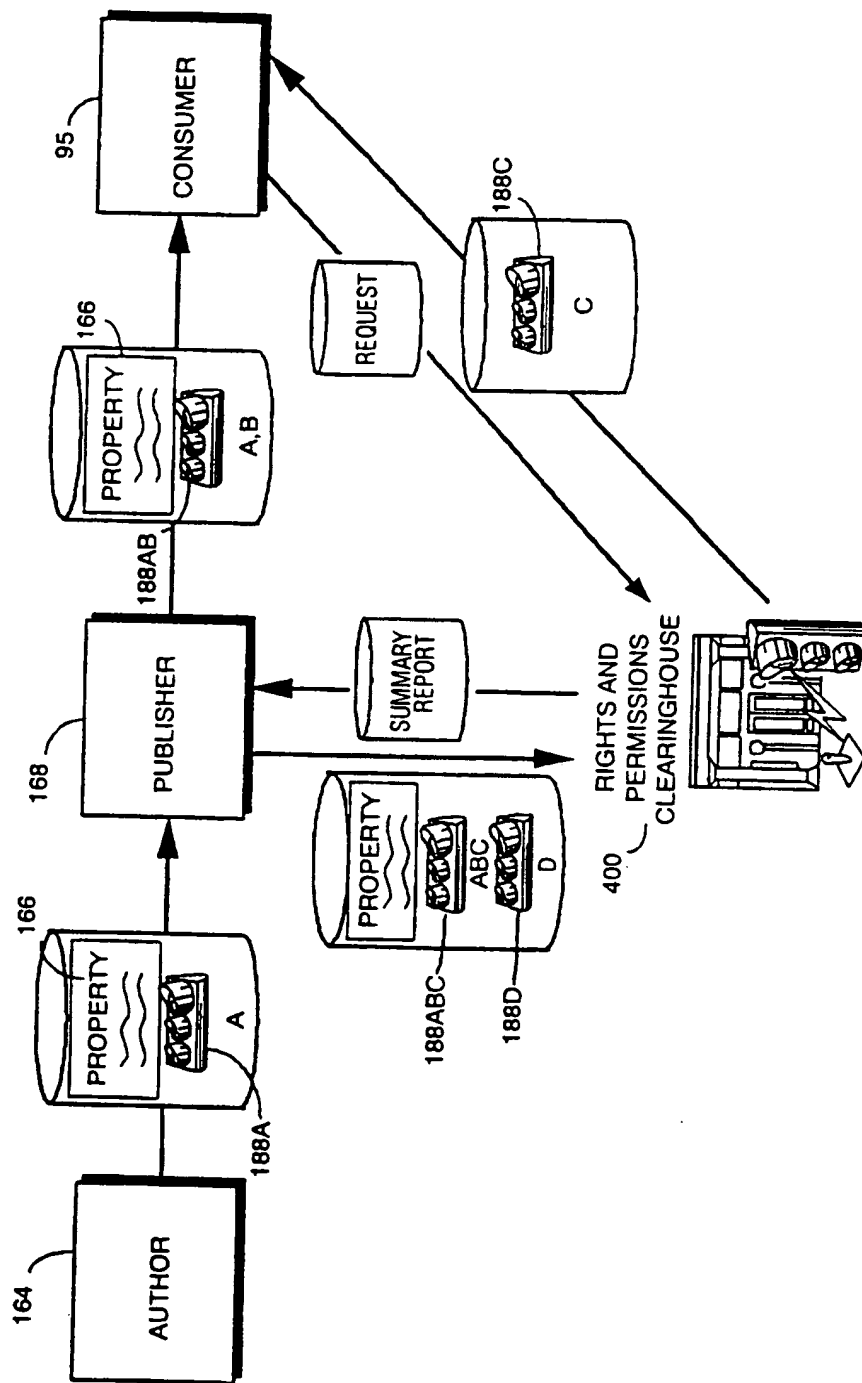 164
AUTHOR
166
PROPERTY
A
188A
168
PUBLISHER
166
PROPERTY
188AB
A,B
95
CONSUMER
PROPERTY
188ABC
ABC
188D
D
SUMMARY
REPORT
REQUEST
188C
C
400
RIGHTS AND
PERMISSIONS
CLEARINGHOUSE